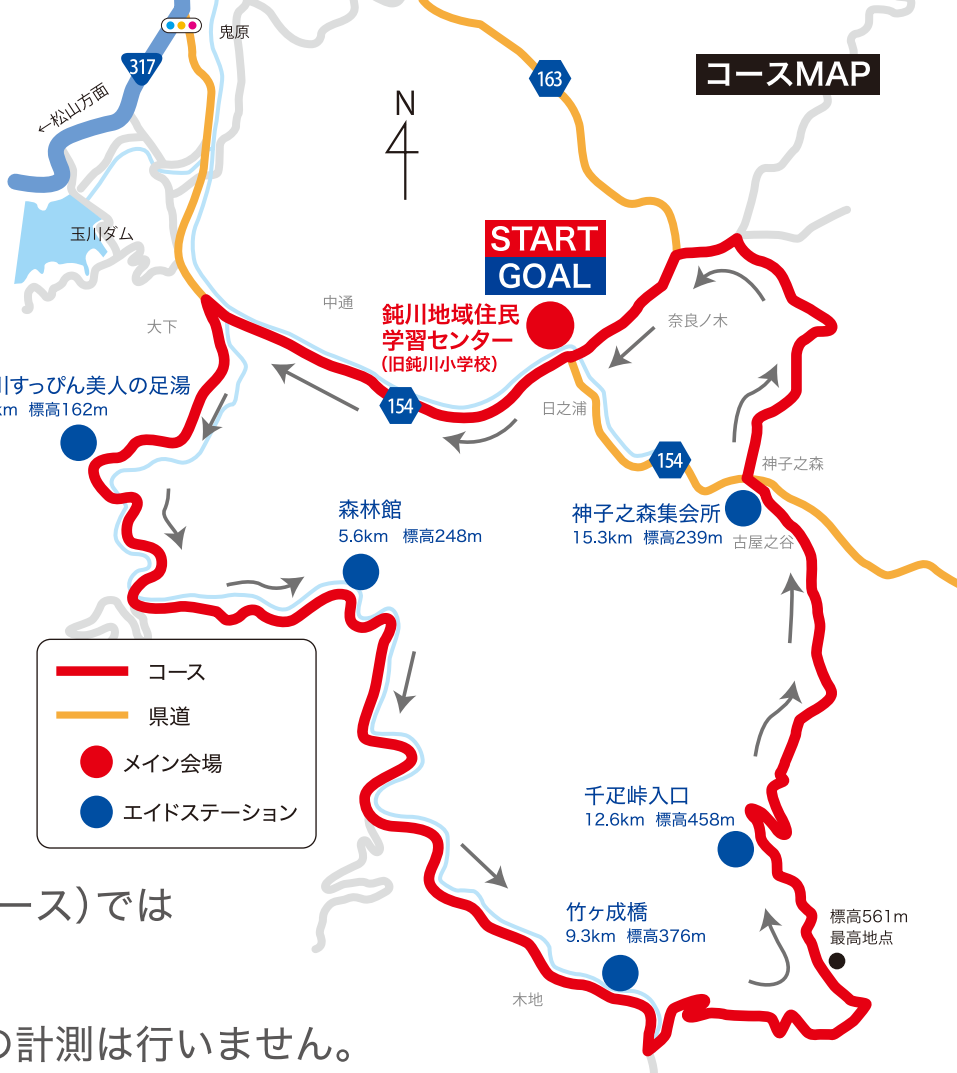 鬼原
317
163
コースMAP
←松山方面
N
玉川ダム
START
GOAL
中通
鈍川地域住民
学習センター
(旧鈍川小学校)
奈良ノ木
大下
川すっぴん美人の足湯
km 標高162m
154
日之浦
154
神子之森
森林館
5.6km 標高248m
神子之森集会所
15.3km 標高239m
古屋之谷
コース
県道
メイン会場
エイドステーション
千疋峠入口
12.6km 標高458m
ース)では
竹ヶ成橋
9.3km 標高376m
標高561m
最高地点
木地
の計測は行いません。